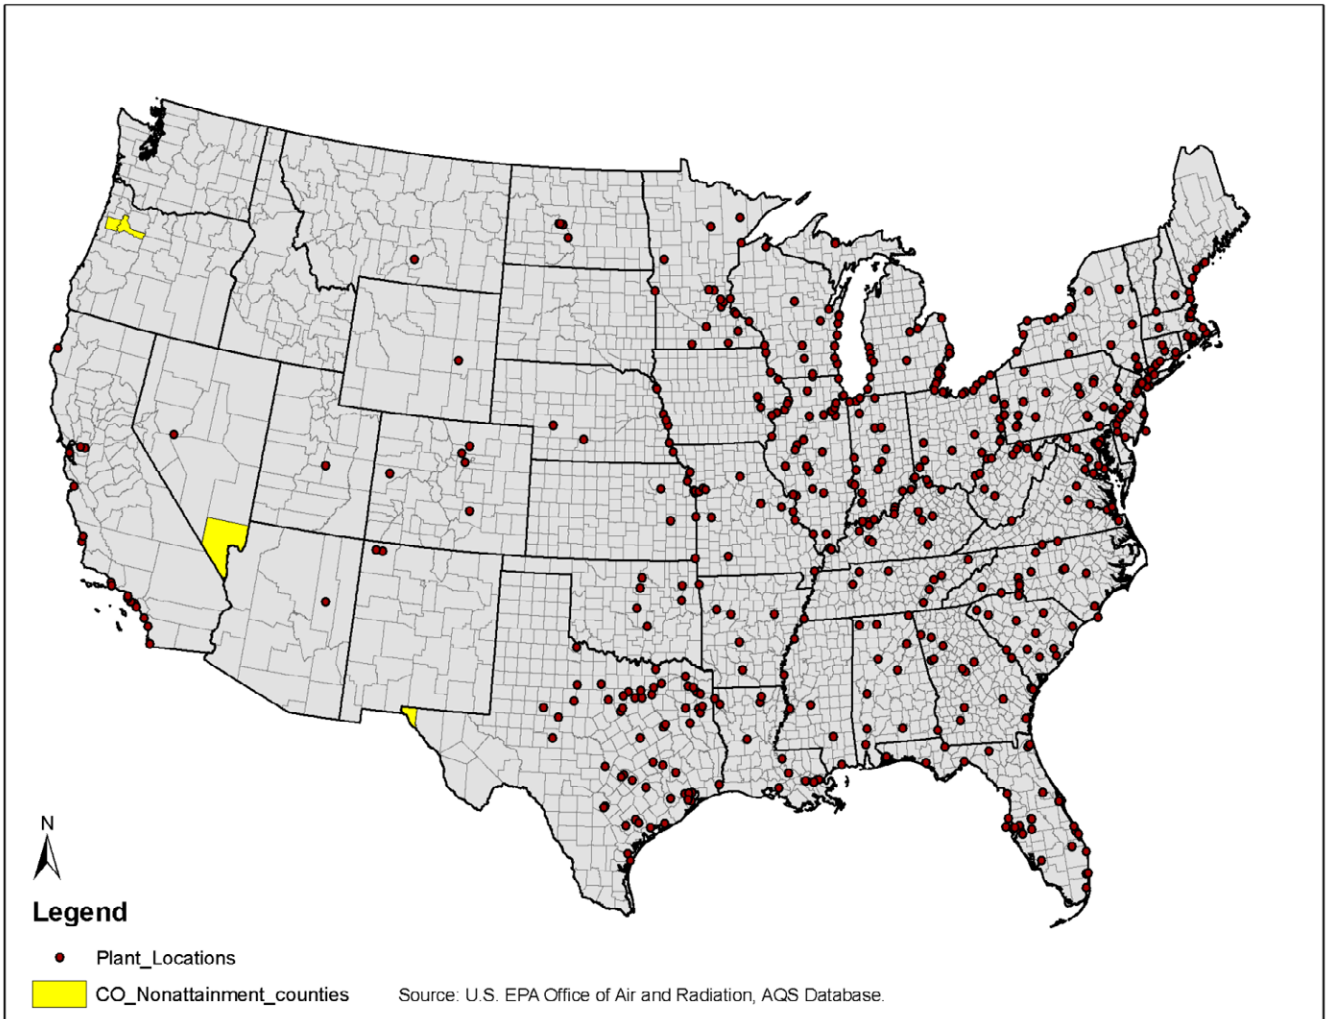 N
Legend
Plant_Locations
CO_Nonattainment_counties
Source: U.S. EPA Office of Air and Radiation, AQS Database.